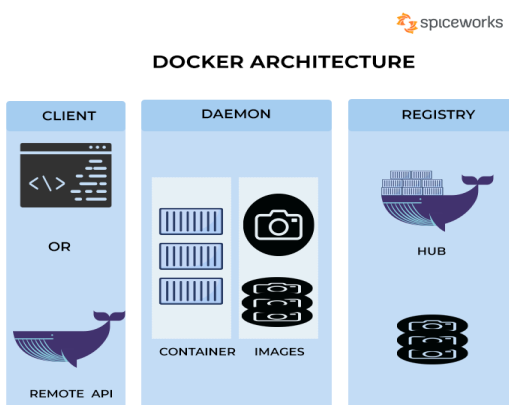 spiceworks
DOCKER ARCHITECTURE
CLIENT
OR
REMOTE API
DAEMON
CONTAINER
IMAGES
REGISTRY
HUB